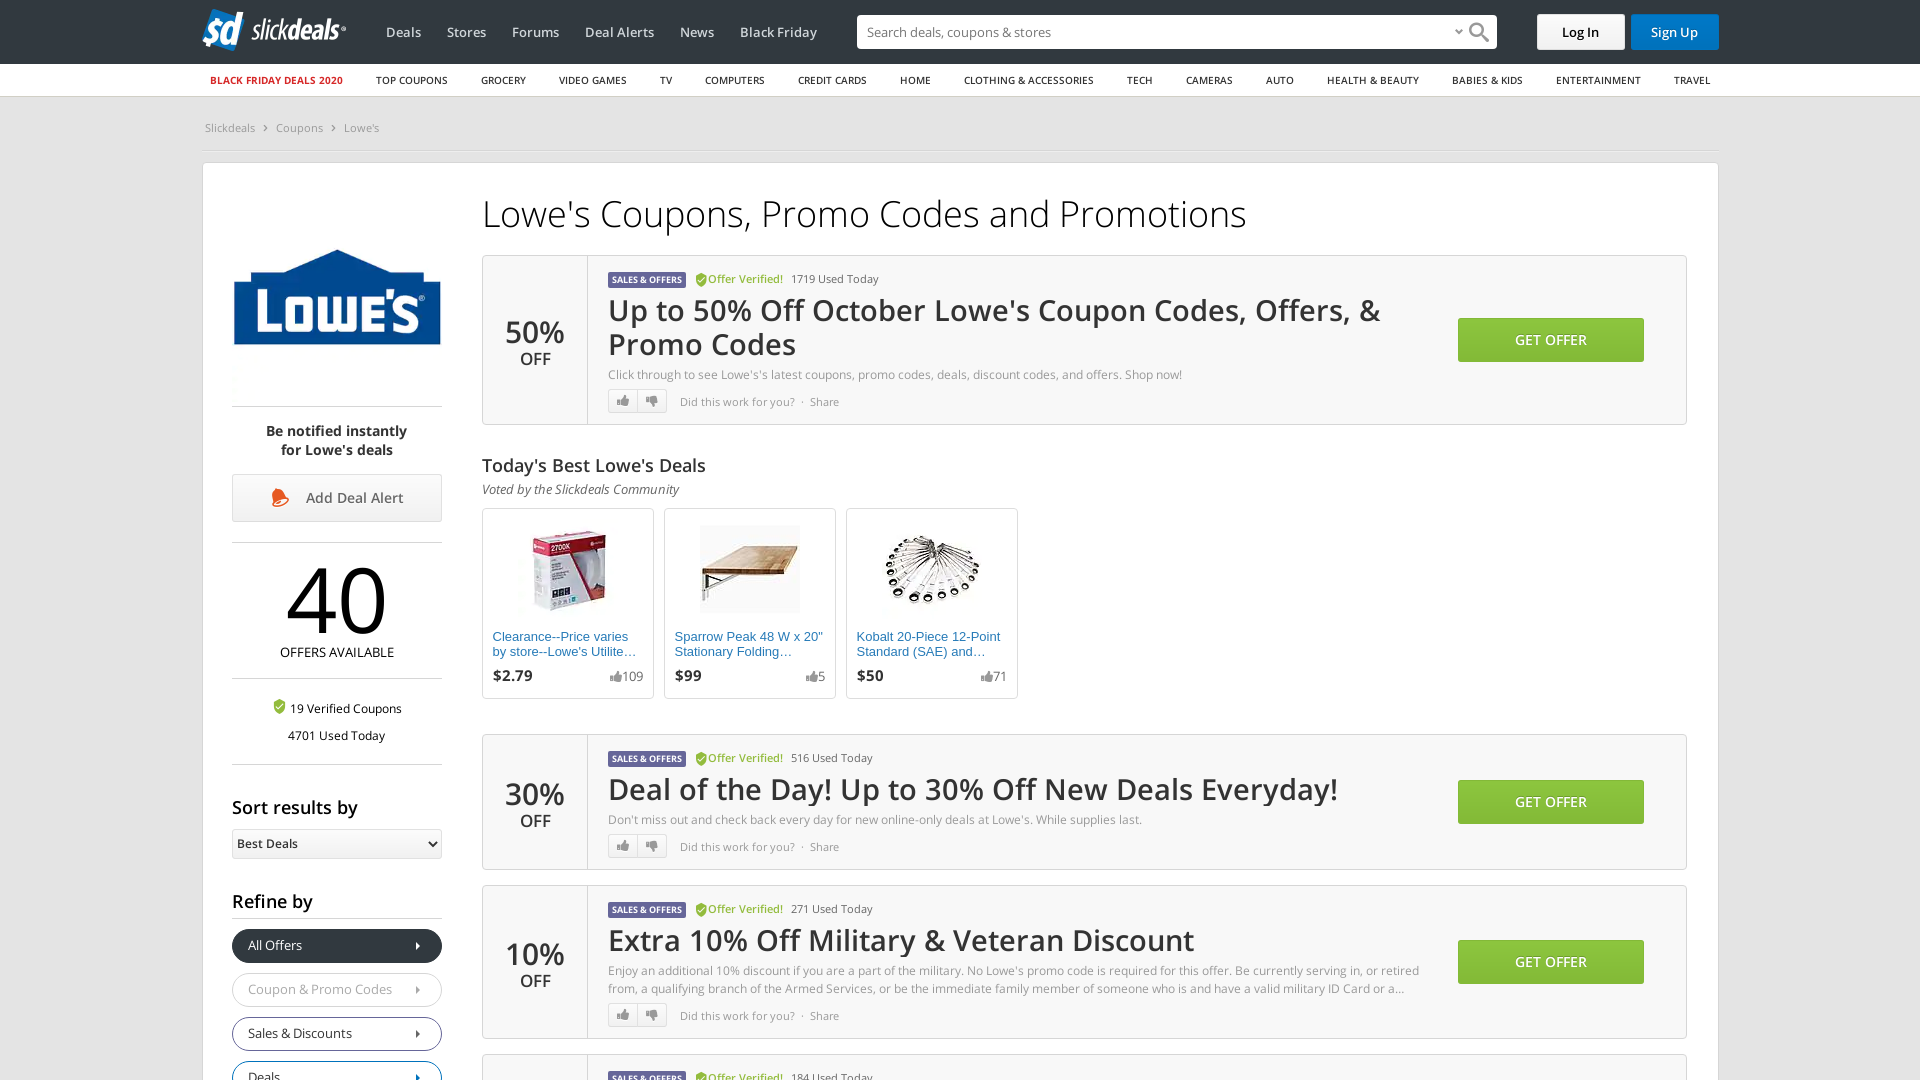 slickdeals
Deals Stores Forums Deal Alerts News Black Friday
Search deals, coupons & stores
Log In
Sign Up
BLACK FRIDAY DEALS 2020 TOP COUPONS GROCERY VIDEO GAMES TV COMPUTERS CREDIT CARDS HOME CLOTHING & ACCESSORIES TECH CAMERAS AUTO HEALTH & BEAUTY BABIES & KIDS ENTERTAINMENT TRAVEL
Slickdeals Coupons Lowe's
LOWE'S
Be notified instantly
for Lowe's deals
Add Deal Alert
40
OFFERS AVAILABLE
19 Verified Coupons
4701 Used Today
Sort results by
Best Deals
Refine by
All Offers
Coupon & Promo Codes
Sales & Discounts
Deals
Lowe's Coupons, Promo Codes and Promotions
50%
OFF
SALES & OFFERS Offer Verified! 1719 Used Today
Up to 50% Off October Lowe's Coupon Codes, Offers, &
Promo Codes
Click through to see Lowe's's latest coupons, promo codes, deals, discount codes, and offers. Shop now!
Did this work for you? · Share
GET OFFER
Today's Best Lowe's Deals
Voted by the Slickdeals Community
2700X
Clearance--Price varies
by store--Lowe's Utilite…
$2.79 109
Sparrow Peak 48 W x 20"
Stationary Folding…
$99 5
Kobalt 20-Piece 12-Point
Standard (SAE) and…
$50 71
30%
OFF
SALES & OFFERS Offer Verified! 516 Used Today
Deal of the Day! Up to 30% Off New Deals Everyday!
Don't miss out and check back every day for new online-only deals at Lowe's. While supplies last.
Did this work for you? · Share
GET OFFER
10%
OFF
SALES & OFFERS Offer Verified! 271 Used Today
Extra 10% Off Military & Veteran Discount
Enjoy an additional 10% discount if you are a part of the military. No Lowe's promo code is required for this offer. Be currently serving in, or retired
from, a qualifying branch of the Armed Services, or be the immediate family member of someone who is and have a valid military ID Card or a...
Did this work for you? · Share
GET OFFER
SALES & OFFERS Offer Verified! 184 Used Today